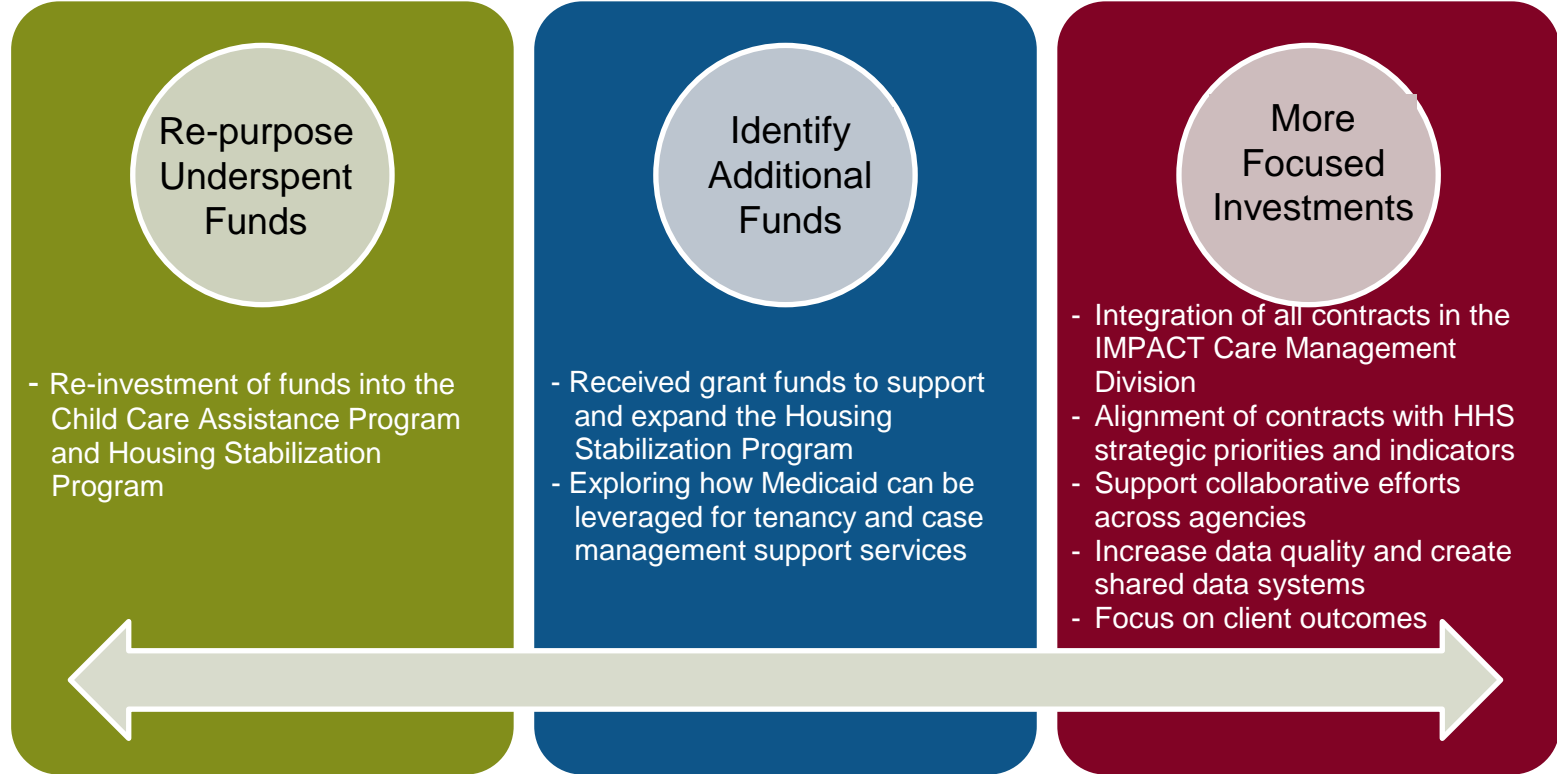 Re-purpose
Underspent
Funds
- Re-investment of funds into the
Child Care Assistance Program
and Housing Stabilization
Program
Identify
Additional
Funds
- Received grant funds to support
and expand the Housing
Stabilization Program
- Exploring how Medicaid can be
leveraged for tenancy and case
management support services
More
Focused
Investments
- Integration of all contracts in the
IMPACT Care Management
Division
- Alignment of contracts with HHS
strategic priorities and indicators
- Support collaborative efforts
across agencies
- Increase data quality and create
shared data systems
- Focus on client outcomes